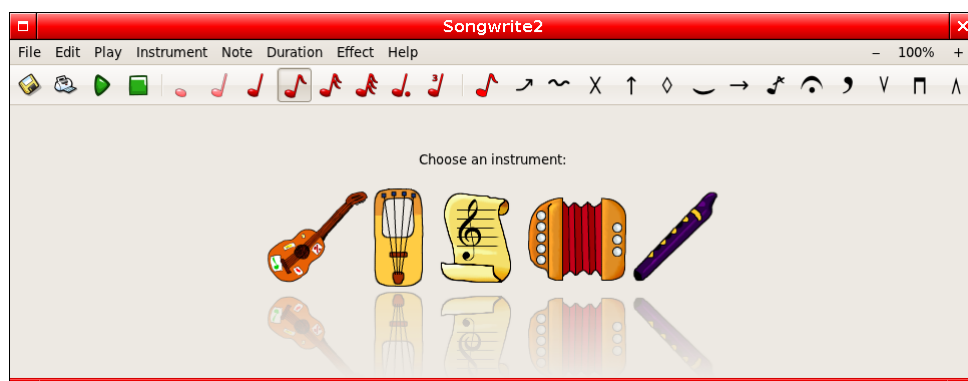 Songwrite2
File Edit Play Instrument Note Duration Effect Help − 100% +
Choose an instrument: